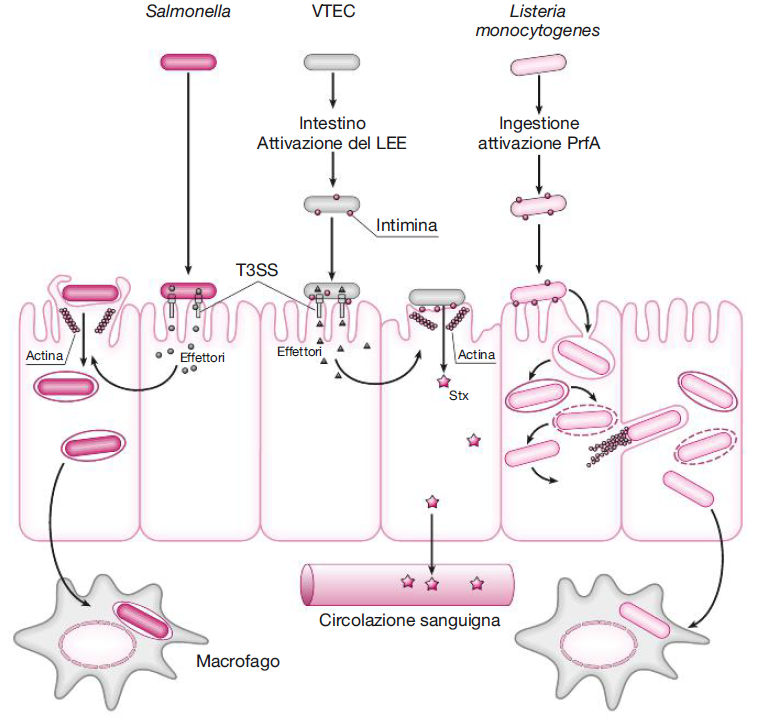 Salmonella
VTEC
Listeria
monocytogenes
Intestino
Attivazione del LEE
Ingestione
attivazione PrfA
Intimina
T3SS
Actina
Effettori
Effettori
Actina
Stx
Circolazione sanguigna
Macrofago